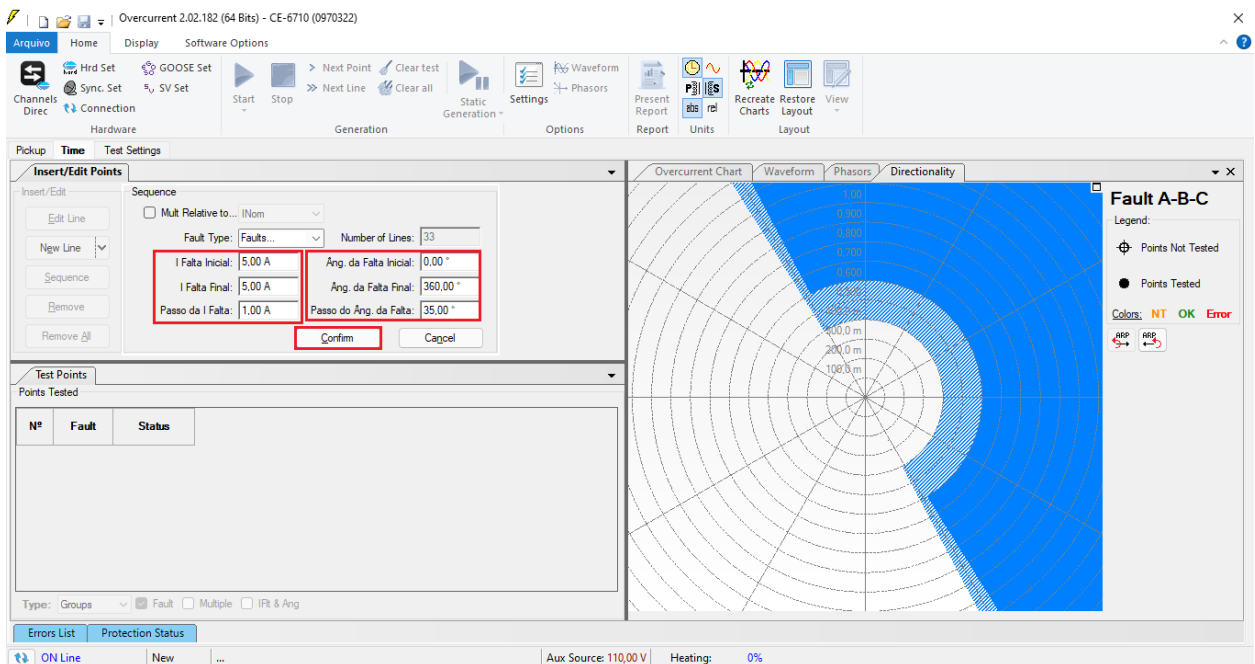 Overcurrent 2.02.182 (64 Bits) - CE-6710 (0970322)
Arquivo Home Display Software Options
Channels Direc
Hrd Set
Sync. Set
Connection
GOOSE Set
SV Set
Hardware
Start
Stop
Next Point
Next Line
Clear test
Clear all
Static Generation
Generation
Settings
Waveform
Phasors
Options
Present Report
Report
abs rel
Units
Recreate Charts
Restore Layout
View
Layout
Pickup Time Test Settings
Insert/Edit Points
Insert/Edit
Edit Line
New Line
Sequence
Remove
Remove All
Sequence
Mult Relative to... INom
Fault Type: Faults... Number of Lines: 33
I Falta Inicial: 5,00 A Âng. da Falta Inicial: 0,00 °
I Falta Final: 5,00 A Âng. da Falta Final: 360,00 °
Passo da I Falta: 1,00 A Passo do Âng. da Falta: 35,00 °
Confirm Cancel
Test Points
Points Tested
Nº Fault Status
Type: Groups Fault Multiple IFlt & Ang
Overcurrent Chart Waveform Phasors Directionality
1,00
0,900
0,800
0,700
0,600
200,0 m
100,0 m
Fault A-B-C
Legend:
Points Not Tested
Points Tested
Colors: NT OK Error
ARP ARP
Errors List Protection Status
ON Line New ... Aux Source: 110,00 V Heating: 0%